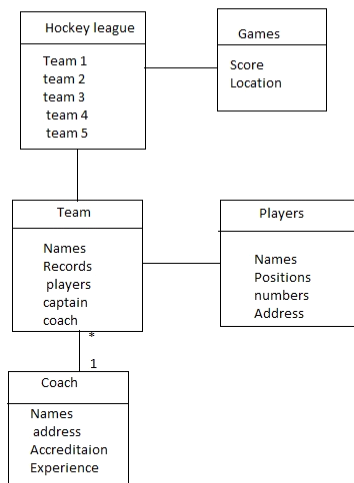 Hockey league
Team 1
team 2
team 3
team 4
team 5
Games
Score
Location
Team
Names
Records
players
captain
coach
Players
Names
Positions
numbers
Address
*
1
Coach
Names
address
Accreditaion
Experience